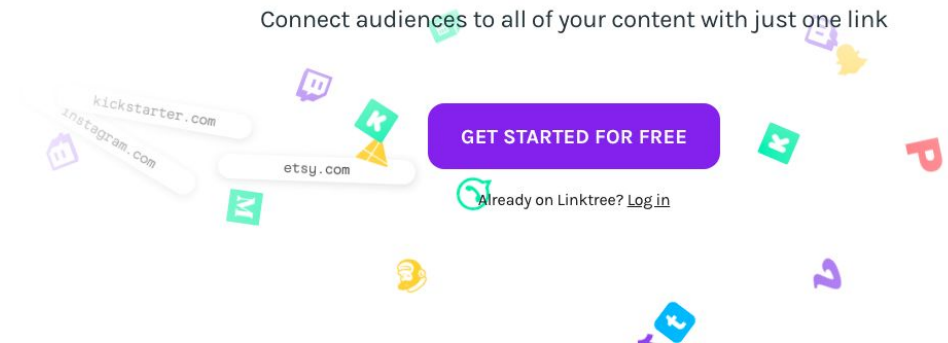 Connect audiences to all of your content with just one link
kickstarter.com
instagram.com
etsy.com
GET STARTED FOR FREE
Already on Linktree? Log in